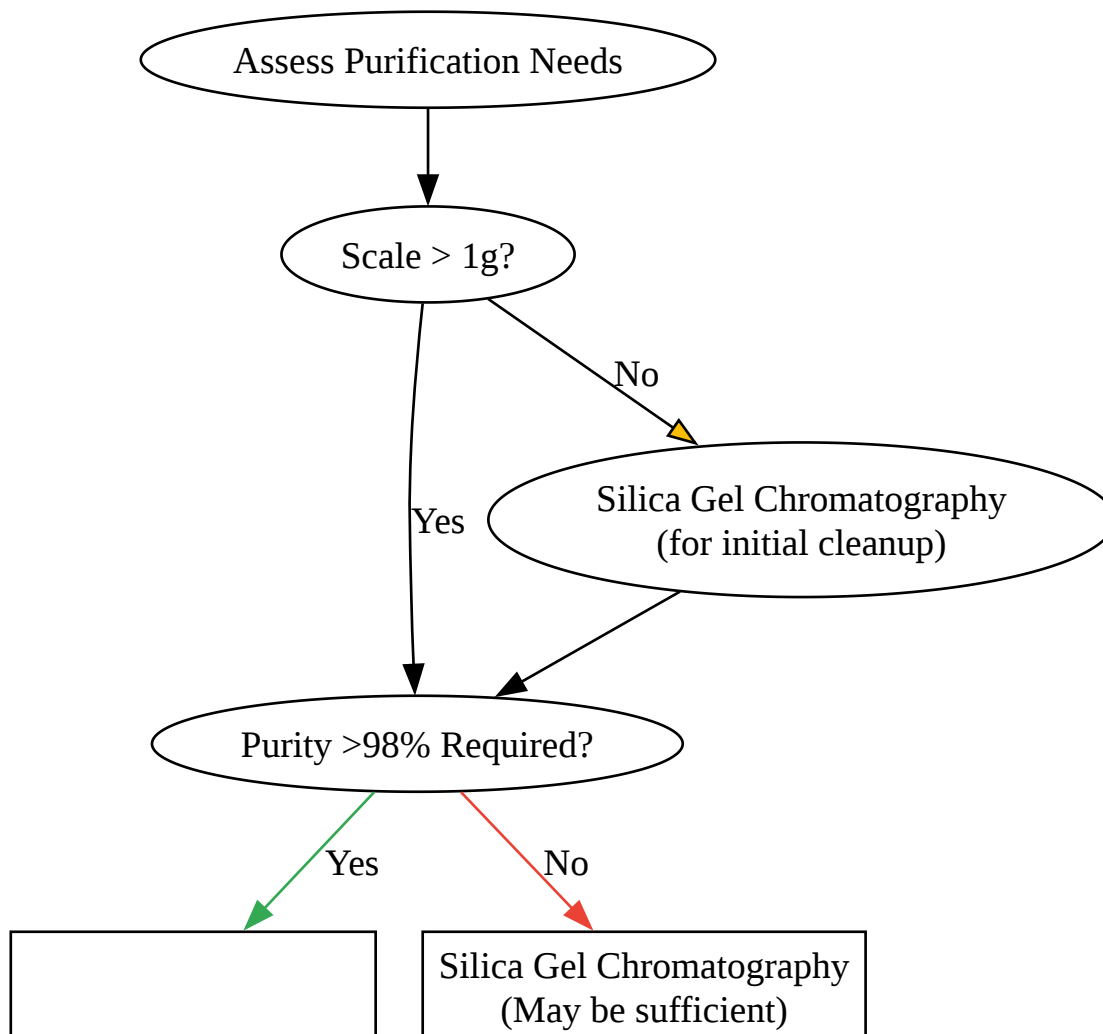 Assess Purification Needs
Scale > 1g?
No
Silica Gel Chromatography
(for initial cleanup)
Yes
Purity >98% Required?
Yes
No
Silica Gel Chromatography
(May be sufficient)